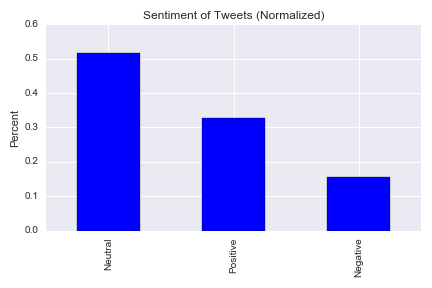 Sentiment of Tweets (Normalized)
0.6
0.5
0.4
0.3
0.2
0.1
0.0
Percent
Neutral
Positive
Negative